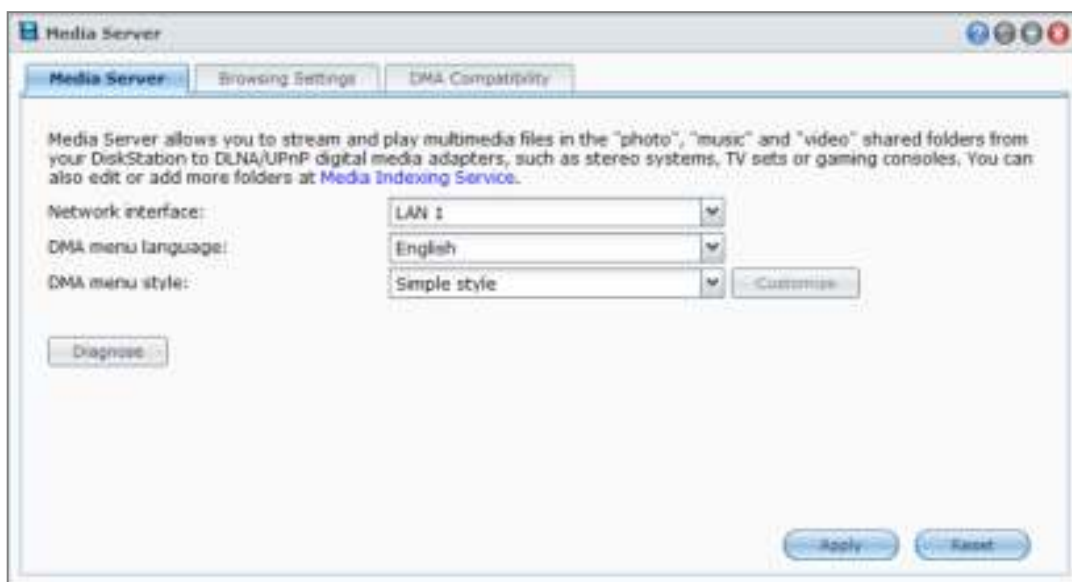 Media Server
Media Server Browsing Settings DMA Compatibility
Media Server allows you to stream and play multimedia files in the "photo", "music" and "video" shared folders from
your DiskStation to DLNA/UPnP digital media adapters, such as stereo systems, TV sets or gaming consoles. You can
also edit or add more folders at Media Indexing Service.
Network interface: LAN 1
DMA menu language: English
DMA menu style: Simple style Customize
Diagnose
Apply Reset